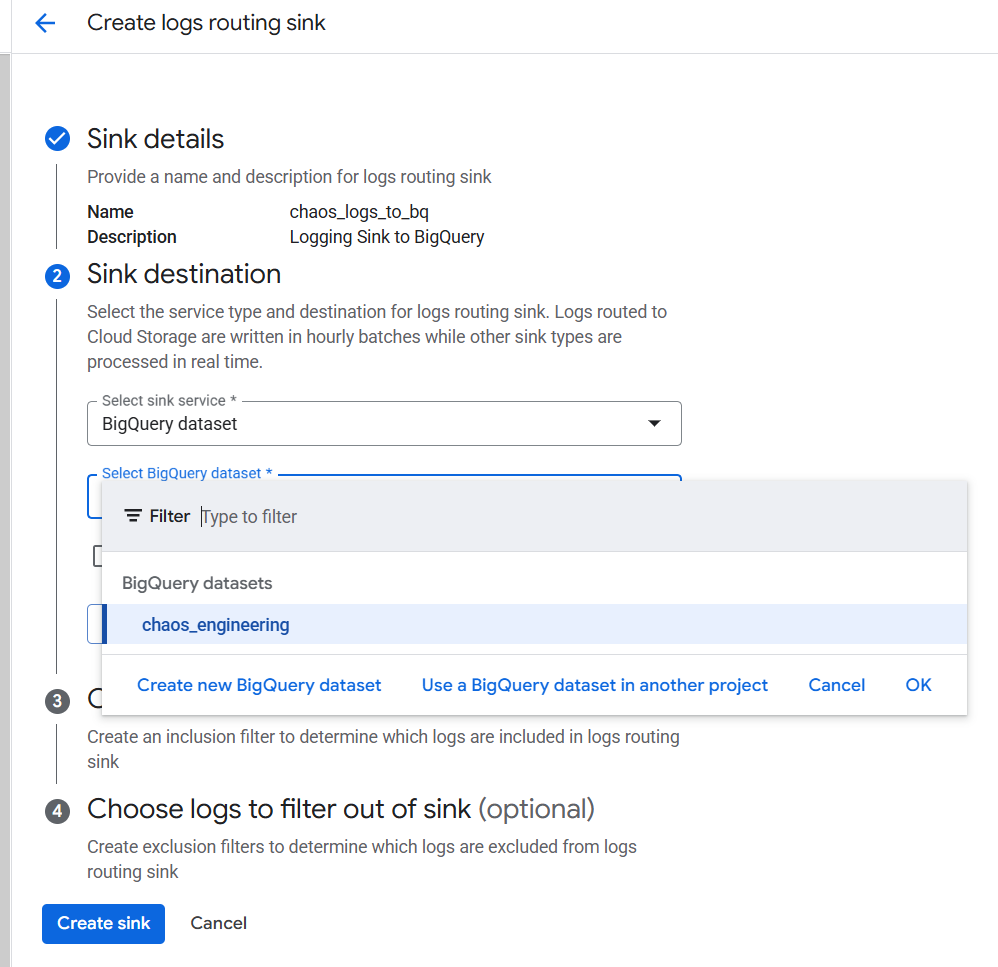 Create logs routing sink
Sink details
Provide a name and description for logs routing sink
Name chaos_logs_to_bq
Description Logging Sink to BigQuery
2 Sink destination
Select the service type and destination for logs routing sink. Logs routed to
Cloud Storage are written in hourly batches while other sink types are
processed in real time.
Select sink service *
BigQuery dataset
Select BigQuery dataset *
Filter Type to filter
BigQuery datasets
chaos_engineering
Create new BigQuery dataset Use a BigQuery dataset in another project Cancel OK
3
Create an inclusion filter to determine which logs are included in logs routing
sink
4 Choose logs to filter out of sink (optional)
Create exclusion filters to determine which logs are excluded from logs
routing sink
Create sink Cancel